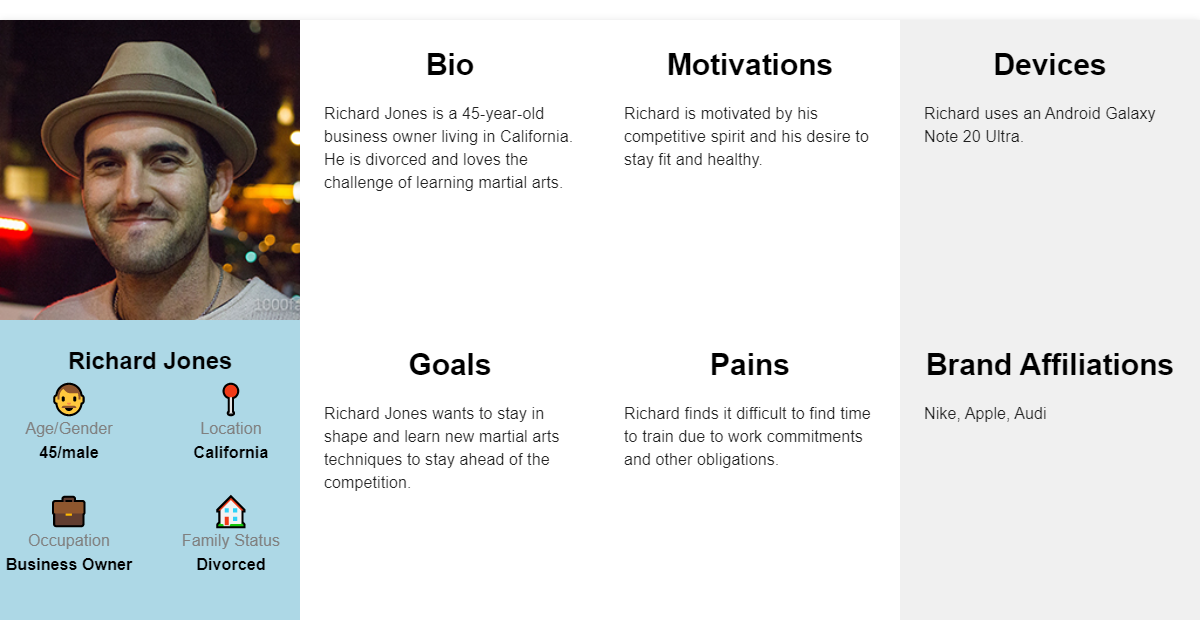 Bio
Richard Jones is a 45-year-old
business owner living in California.
He is divorced and loves the
challenge of learning martial arts.
Motivations
Richard is motivated by his
competitive spirit and his desire to
stay fit and healthy.
Devices
Richard uses an Android Galaxy
Note 20 Ultra.
Richard Jones
Age/Gender
45/male
Location
California
Occupation
Business Owner
Family Status
Divorced
Goals
Richard Jones wants to stay in
shape and learn new martial arts
techniques to stay ahead of the
competition.
Pains
Richard finds it difficult to find time
to train due to work commitments
and other obligations.
Brand Affiliations
Nike, Apple, Audi